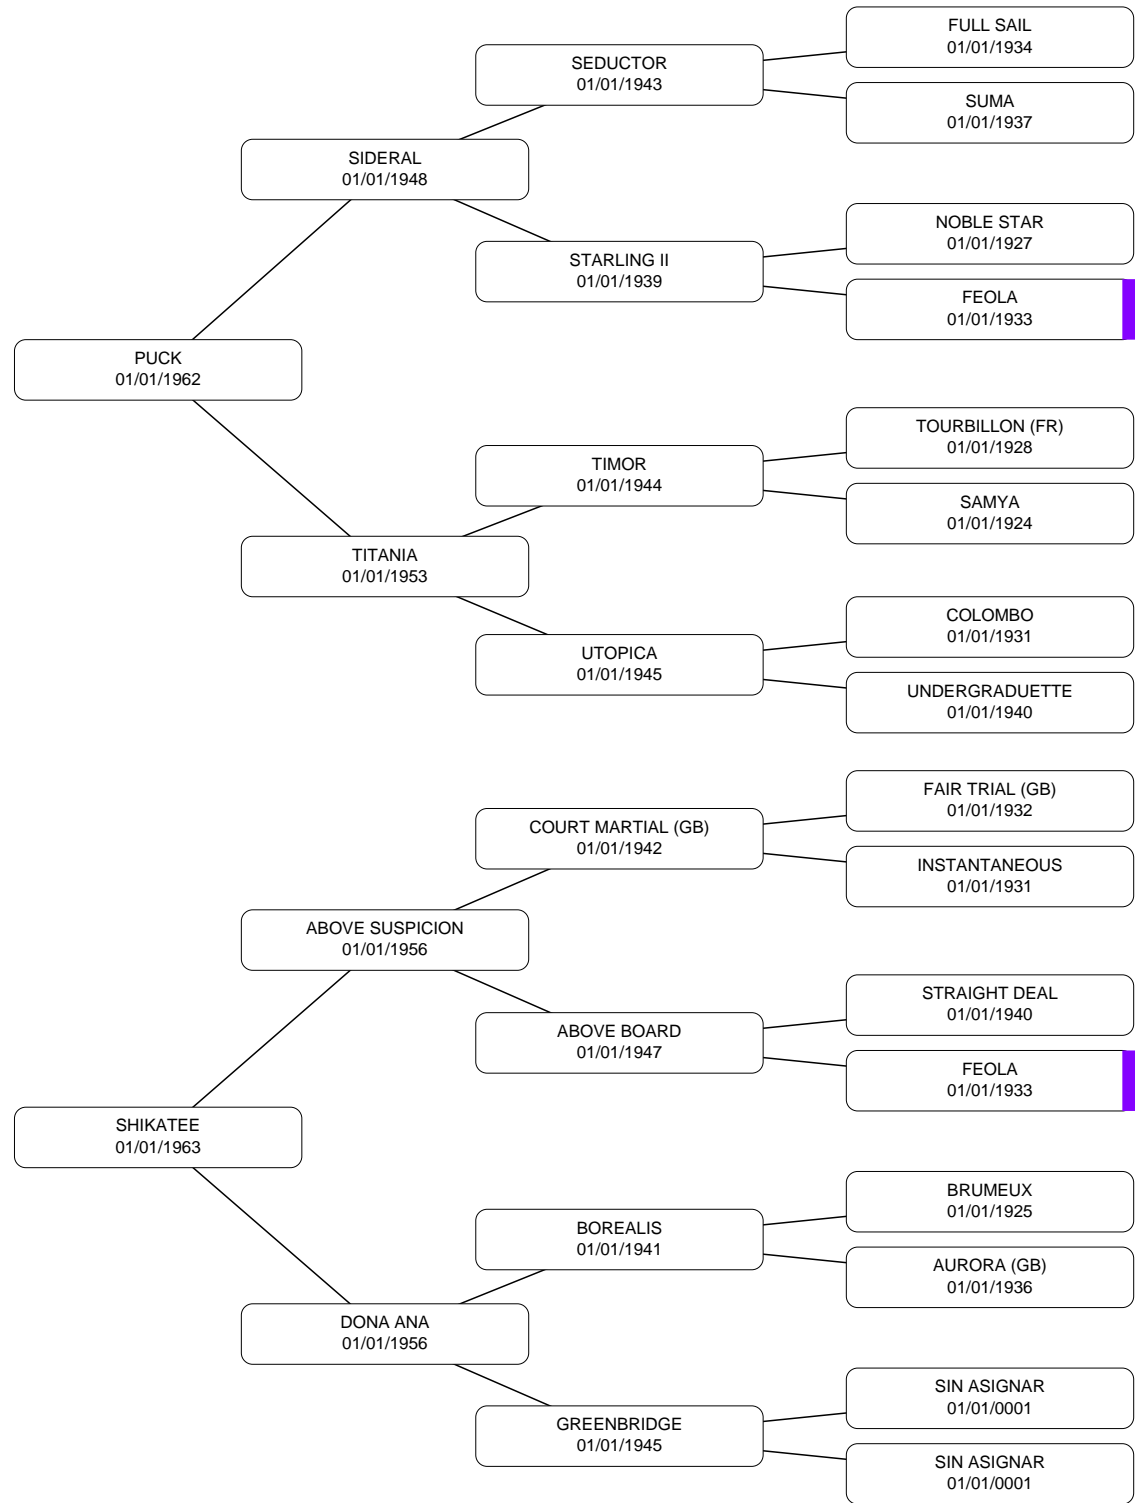 FULL SAIL
01/01/1934
SEDUCTOR
01/01/1943
SUMA
01/01/1937
SIDERAL
01/01/1948
NOBLE STAR
01/01/1927
STARLING II
01/01/1939
FEOLA
01/01/1933
PUCK
01/01/1962
TOURBILLON (FR)
01/01/1928
TIMOR
01/01/1944
SAMYA
01/01/1924
TITANIA
01/01/1953
COLOMBO
01/01/1931
UTOPICA
01/01/1945
UNDERGRADUETTE
01/01/1940
FAIR TRIAL (GB)
01/01/1932
COURT MARTIAL (GB)
01/01/1942
INSTANTANEOUS
01/01/1931
ABOVE SUSPICION
01/01/1956
STRAIGHT DEAL
01/01/1940
ABOVE BOARD
01/01/1947
FEOLA
01/01/1933
SHIKATEE
01/01/1963
BRUMEUX
01/01/1925
BOREALIS
01/01/1941
AURORA (GB)
01/01/1936
DONA ANA
01/01/1956
SIN ASIGNAR
01/01/0001
GREENBRIDGE
01/01/1945
SIN ASIGNAR
01/01/0001